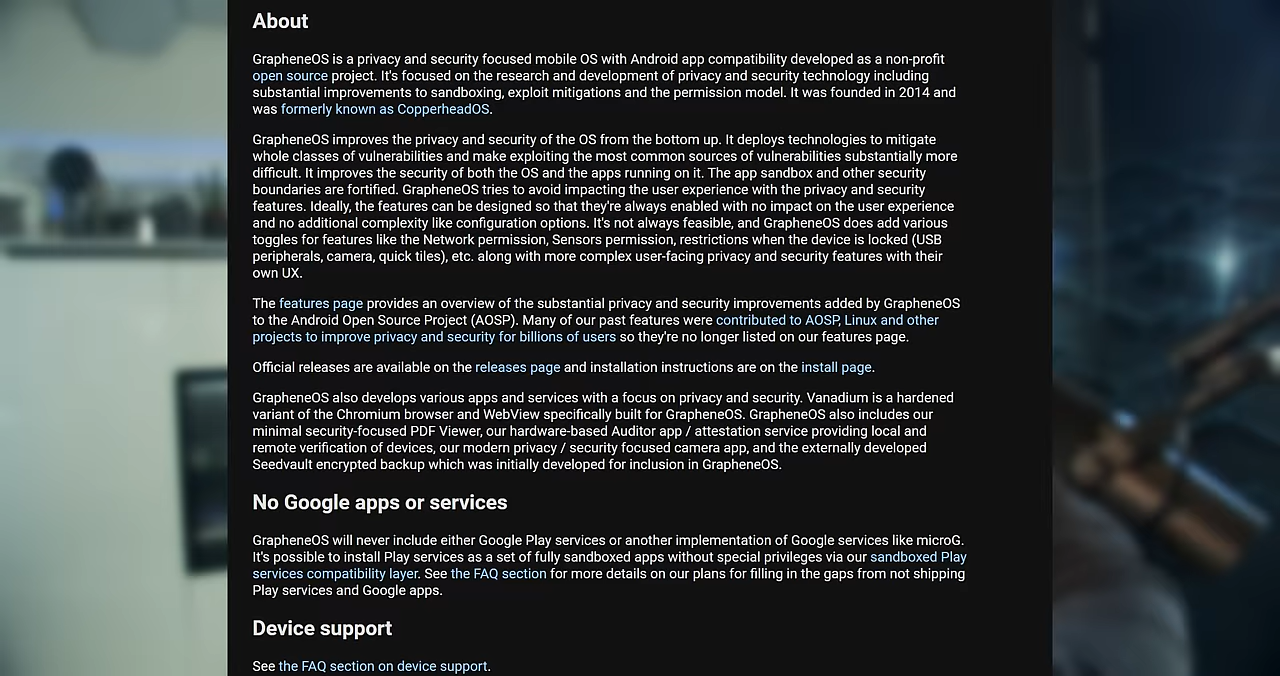 About
GrapheneOS is a privacy and security focused mobile OS with Android app compatibility developed as a non-profit
open source project. It's focused on the research and development of privacy and security technology including
substantial improvements to sandboxing, exploit mitigations and the permission model. It was founded in 2014 and
was formerly known as CopperheadOS.
GrapheneOS improves the privacy and security of the OS from the bottom up. It deploys technologies to mitigate
whole classes of vulnerabilities and make exploiting the most common sources of vulnerabilities substantially more
difficult. It improves the security of both the OS and the apps running on it. The app sandbox and other security
boundaries are fortified. GrapheneOS tries to avoid impacting the user experience with the privacy and security
features. Ideally, the features can be designed so that they're always enabled with no impact on the user experience
and no additional complexity like configuration options. It's not always feasible, and GrapheneOS does add various
toggles for features like the Network permission, Sensors permission, restrictions when the device is locked (USB
peripherals, camera, quick tiles), etc. along with more complex user-facing privacy and security features with their
own UX.
The features page provides an overview of the substantial privacy and security improvements added by GrapheneOS
to the Android Open Source Project (AOSP). Many of our past features were contributed to AOSP, Linux and other
projects to improve privacy and security for billions of users so they're no longer listed on our features page.
Official releases are available on the releases page and installation instructions are on the install page.
GrapheneOS also develops various apps and services with a focus on privacy and security. Vanadium is a hardened
variant of the Chromium browser and WebView specifically built for GrapheneOS. GrapheneOS also includes our
minimal security-focused PDF Viewer, our hardware-based Auditor app / attestation service providing local and
remote verification of devices, our modern privacy / security focused camera app, and the externally developed
Seedvault encrypted backup which was initially developed for inclusion in GrapheneOS.
No Google apps or services
GrapheneOS will never include either Google Play services or another implementation of Google services like microG.
It's possible to install Play services as a set of fully sandboxed apps without special privileges via our sandboxed Play
services compatibility layer. See the FAQ section for more details on our plans for filling in the gaps from not shipping
Play services and Google apps.
Device support
See the FAQ section on device support.